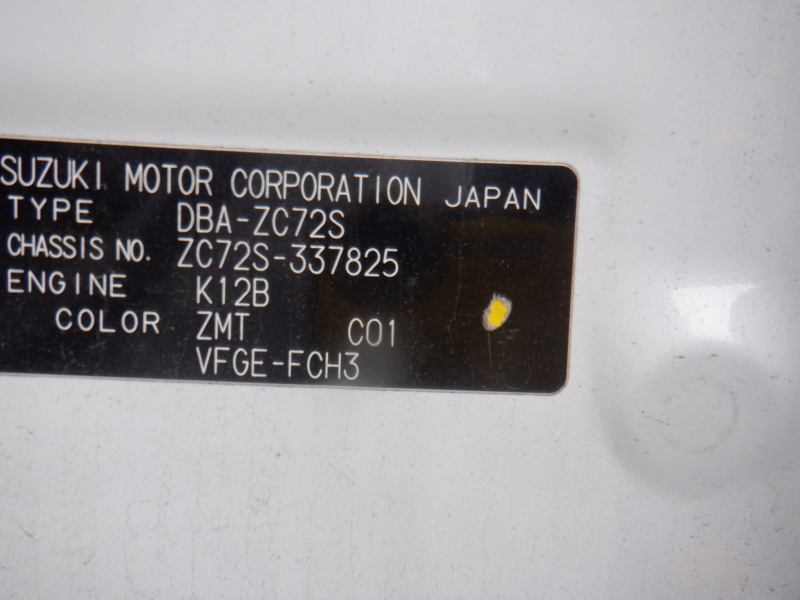 SUZUKI MOTOR CORPORATION JAPAN
TYPE DBA-ZC72S
CHASSIS NO. ZC72S-337825
ENGINE K12B
COLOR ZMT C01
VFGE-FCH3